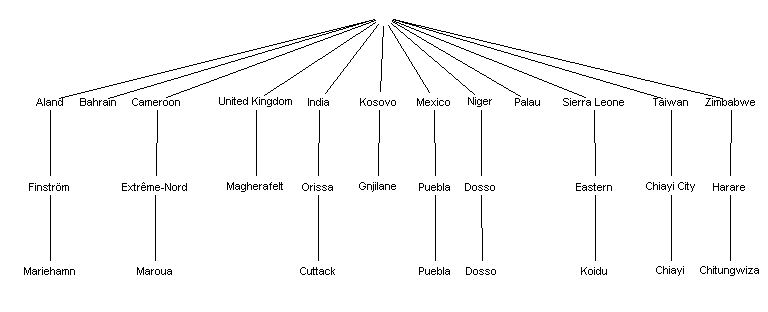 Aland Bahrain Cameroon United Kingdom India Kosovo Mexico Niger Palau Sierra Leone Taiwan Zimbabwe
Finström Extrême-Nord Magherafelt Orissa Gnjilane Puebla Dosso Eastern Chiayi City Harare
Mariehamn Maroua Cuttack Puebla Dosso Koidu Chiayi Chitungwiza